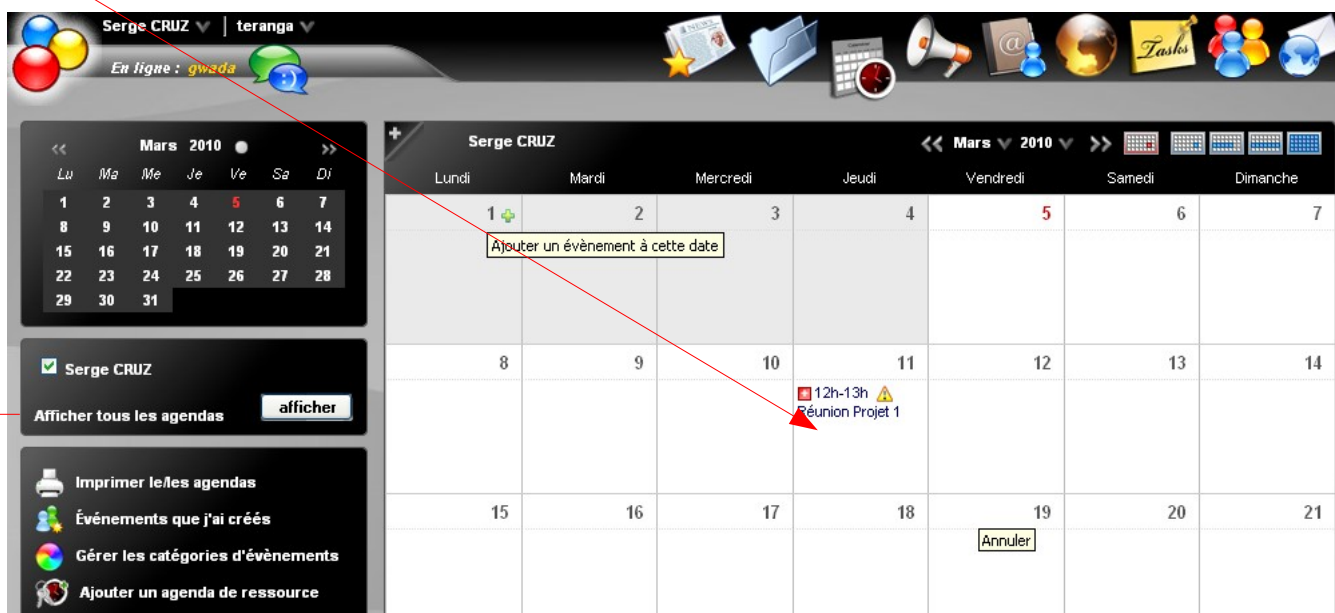 Serge CRUZ | teranga
En ligne : gwada
NEWS
Calendar
@
Tasks
<< Mars 2010 >>
Lu Ma Me Je Ve Sa Di
1 2 3 4 5 6 7
8 9 10 11 12 13 14
15 16 17 18 19 20 21
22 23 24 25 26 27 28
29 30 31
Serge CRUZ
Afficher tous les agendas afficher
Imprimer le/les agendas
Événements que j'ai créés
Gérer les catégories d'évènements
Ajouter un agenda de ressource
+ Serge CRUZ << Mars 2010 >>
Lundi Mardi Mercredi Jeudi Vendredi Samedi Dimanche
1 2 3 4 5 6 7
Ajouter un évènement à cette date
8 9 10 11 12 13 14
12h-13h
Réunion Projet 1
15 16 17 18 19 20 21
Annuler